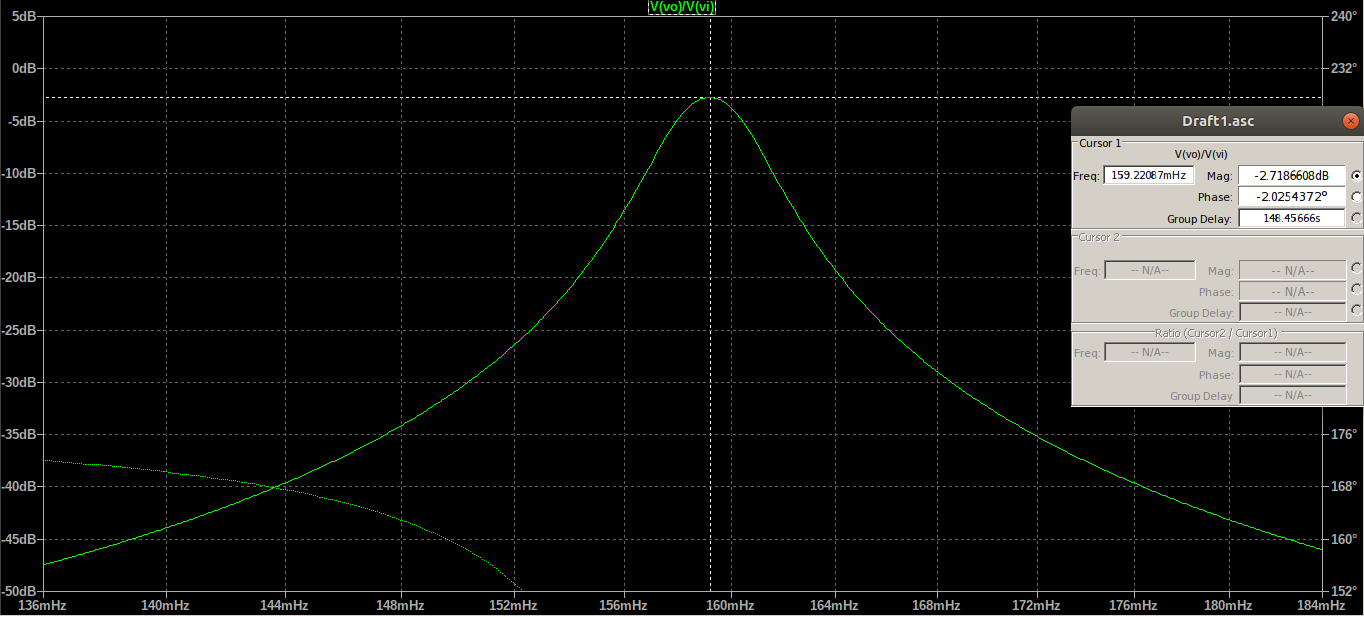 V(vo)/V(vi)
5dB
0dB
-5dB
-10dB
-15dB
-20dB
-25dB
-30dB
-35dB
-40dB
-45dB
-50dB
240°
232°
176°
168°
160°
152°
136mHz 140mHz 144mHz 148mHz 152mHz 156mHz 160mHz 164mHz 168mHz 172mHz 176mHz 180mHz 184mHz
Draft1.asc
Cursor 1
V(vo)/V(vi)
Freq: 159.22087mHz Mag: -2.7186608dB
Phase: -2.0254372°
Group Delay: 148.45666s
Cursor 2
Freq: -- N/A-- Mag: -- N/A--
Phase: -- N/A--
Group Delay: -- N/A--
Ratio (Cursor2 / Cursor1)
Freq: -- N/A-- Mag: -- N/A--
Phase: -- N/A--
Group Delay -- N/A--